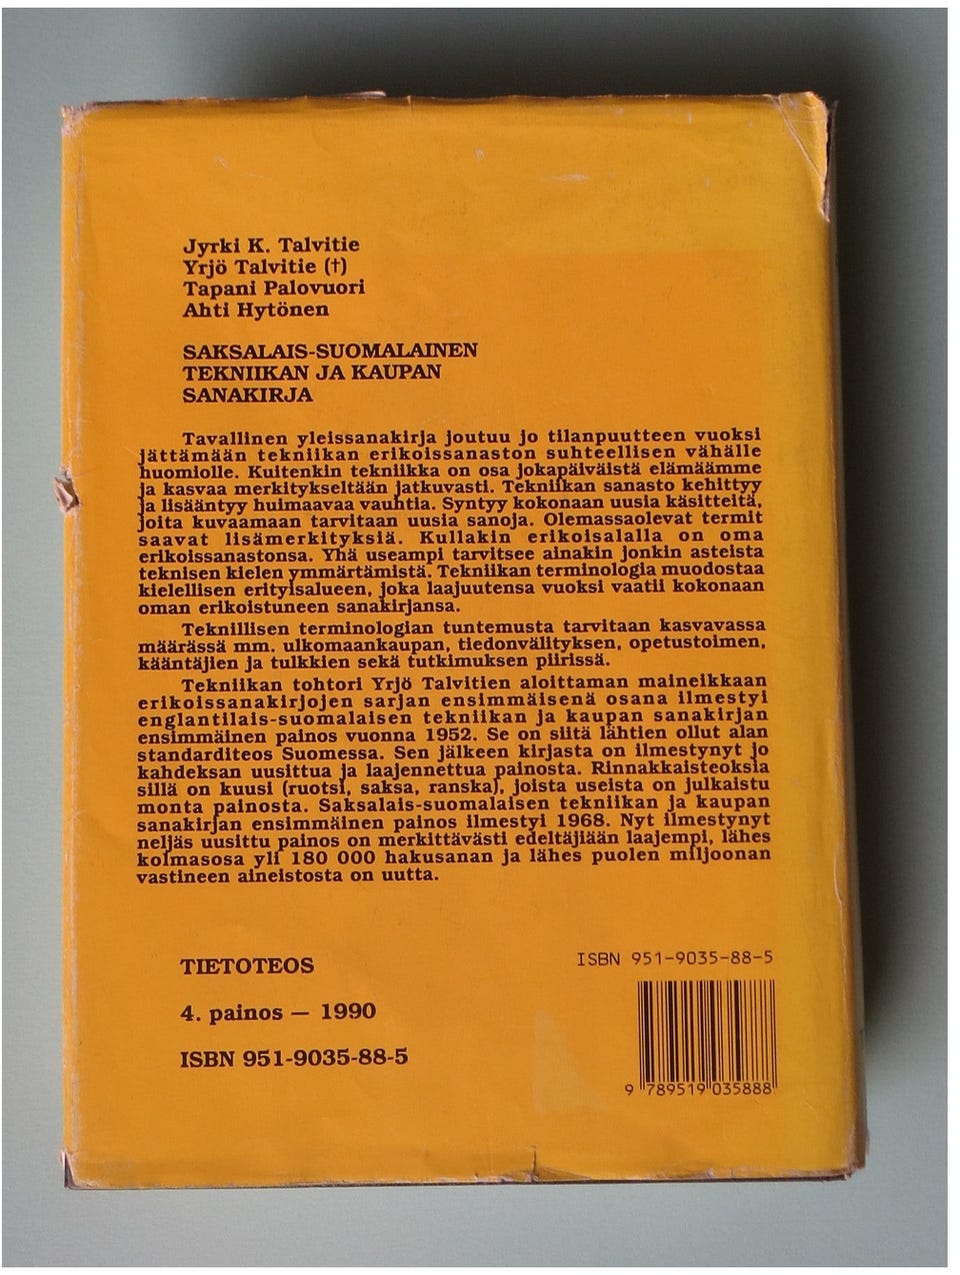 Jyrki K. Talvitie
Yrjö Talvitie (†)
Tapani Palovuori
Ahti Hytönen
SAKSALAIS-SUOMALAINEN
TEKNIIKAN JA KAUPAN
SANAKIRJA
Tavallinen yleissanakirja joutuu jo tilanpuutteen vuoksi
jättämään tekniikan erikoissanaston suhteellisen vähälle
huomiolle. Kuitenkin tekniikka on osa jokapäiväistä elämäämme
ja kasvaa merkitykseltään jatkuvasti. Tekniikan sanasto kehittyy
ja lisääntyy huimaavaa vauhtia. Syntyy kokonaan uusia käsitteitä,
joita kuvaamaan tarvitaan uusia sanoja. Olemassaolevat termit
saavat lisämerkityksiä. Kullakin erikoisalalla on oma
erikoissanastonsa. Yhä useampi tarvitsee ainakin jonkin asteista
teknisen kielen ymmärtämistä. Tekniikan terminologia muodostaa
kielellisen erityisalueen, joka laajuutensa vuoksi vaatii kokonaan
oman erikoistuneen sanakirjansa.
Teknillisen terminologian tuntemusta tarvitaan kasvavassa
määrässä mm. ulkomaankaupan, tiedonvälityksen, opetustoimen,
kääntäjien ja tulkkien sekä tutkimuksen piirissä.
Tekniikan tohtori Yrjö Talvitien aloittaman maineikkaan
erikoissanakirjojen sarjan ensimmäisenä osana ilmestyi
englantilais-suomalaisen tekniikan ja kaupan sanakirjan
ensimmäinen painos vuonna 1952. Se on siitä lähtien ollut alan
standarditeos Suomessa. Sen jälkeen kirjasta on ilmestynyt jo
kahdeksan uusittua ja laajennettua painosta. Rinnakkaisteoksia
sillä on kuusi (ruotsi, saksa, ranska), joista useista on julkaistu
monta painosta. Saksalais-suomalaisen tekniikan ja kaupan
sanakirjan ensimmäinen painos ilmestyi 1968. Nyt ilmestynyt
neljäs uusittu painos on merkittävästi edeltäjiään laajempi, lähes
kolmasosa yli 180 000 hakusanan ja lähes puolen miljoonan
vastineen aineistosta on uutta.
TIETOTEOS
4. painos — 1990
ISBN 951-9035-88-5
ISBN 951-9035-88-5
9 789519 035888